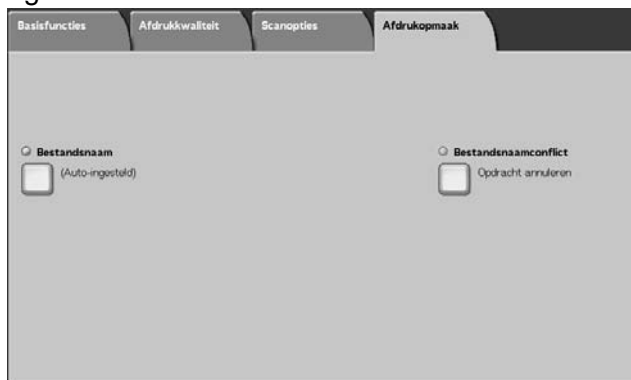 Basisfuncties Afdrukkwaliteit Scanopties Afdrukopmaak
Bestandsnaam Bestandsnaamconflict
(Auto-ingesteld) Opdracht annuleren